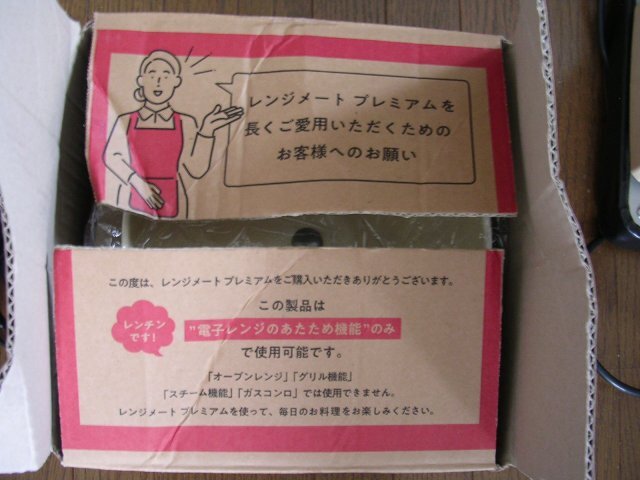 レンジメート プレミアムを
長くご愛用いただくための
お客様へのお願い
この度は、レンジメートプレミアムをご購入いただきありがとうございます。
この製品は
レンチン
です!
"電子レンジのあたため機能"のみ
で使用可能です。
「オーブンレンジ」「グリル機能」
「スチーム機能」「ガスコンロ」では使用できません。
レンジメートプレミアムを使って、毎日のお料理をお楽しみください。